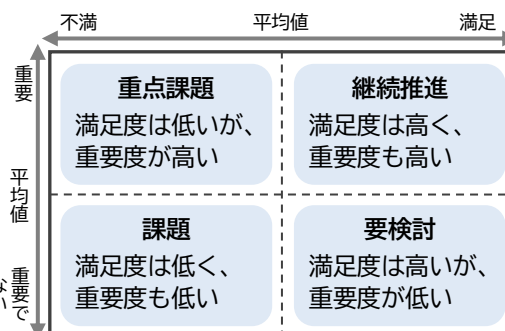 不満 平均値 満足
重要
平均値
重要でない
重点課題
満足度は低いが、
重要度が高い
継続推進
満足度は高く、
重要度も高い
課題
満足度は低く、
重要度も低い
要検討
満足度は高いが、
重要度が低い